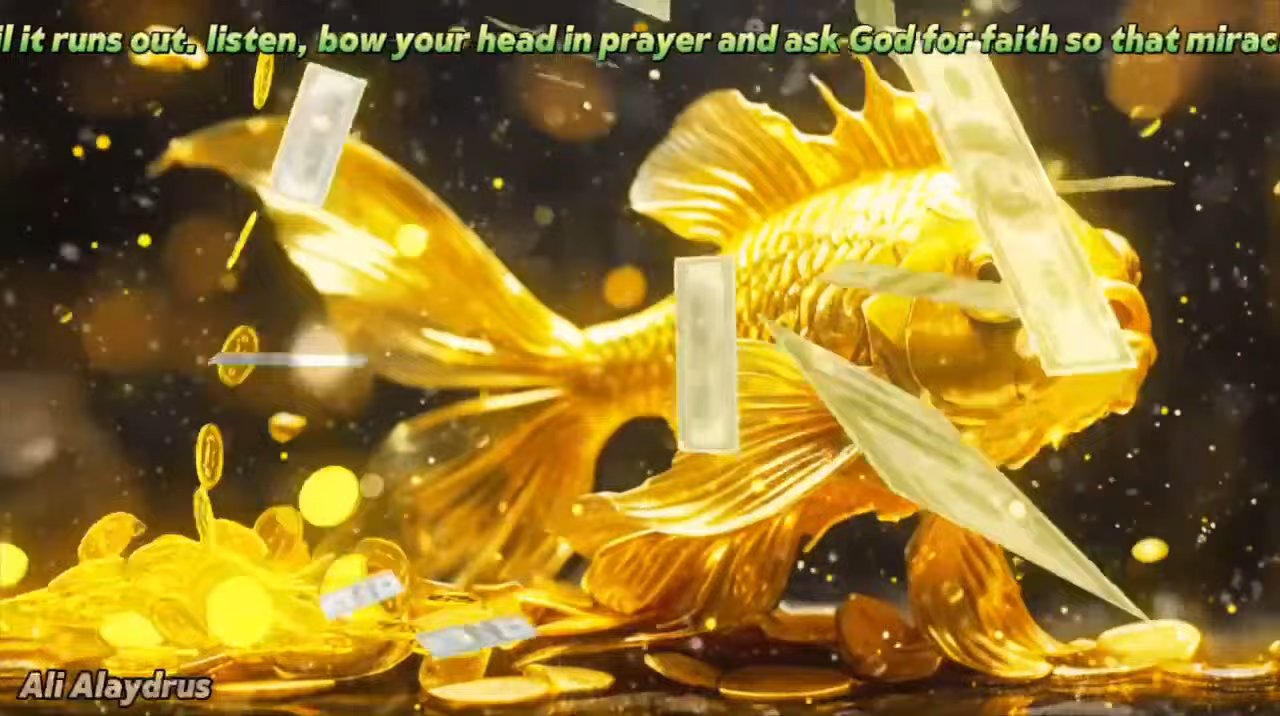 it runs out. listen, bow your head in prayer and ask God for faith so that
Ali Alaydrus